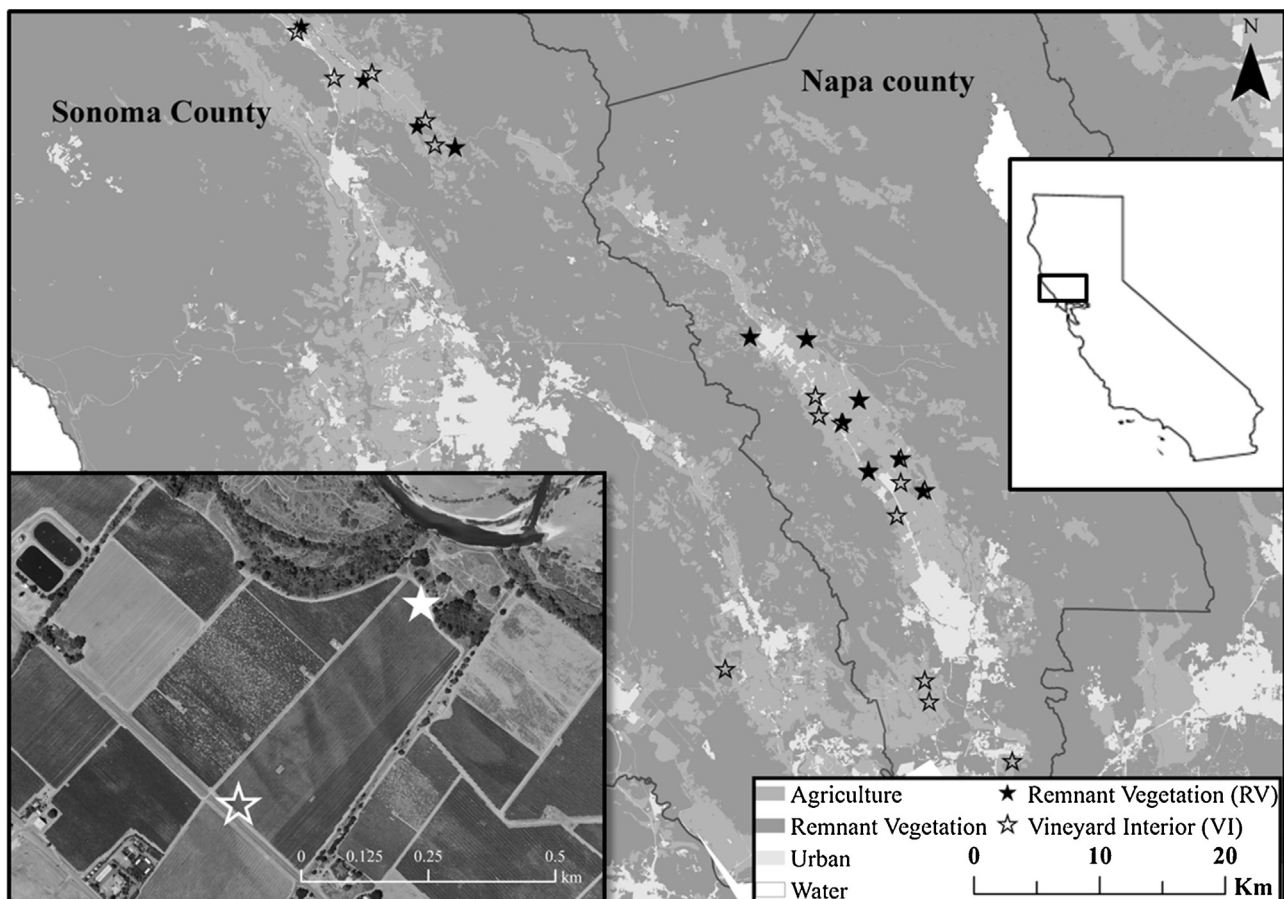 Sonoma County
Napa county
N
0 0.125 0.25 0.5
km
Agriculture
Remnant Vegetation
Urban
Water
Remnant Vegetation (RV)
Vineyard Interior (VI)
0 10 20
Km